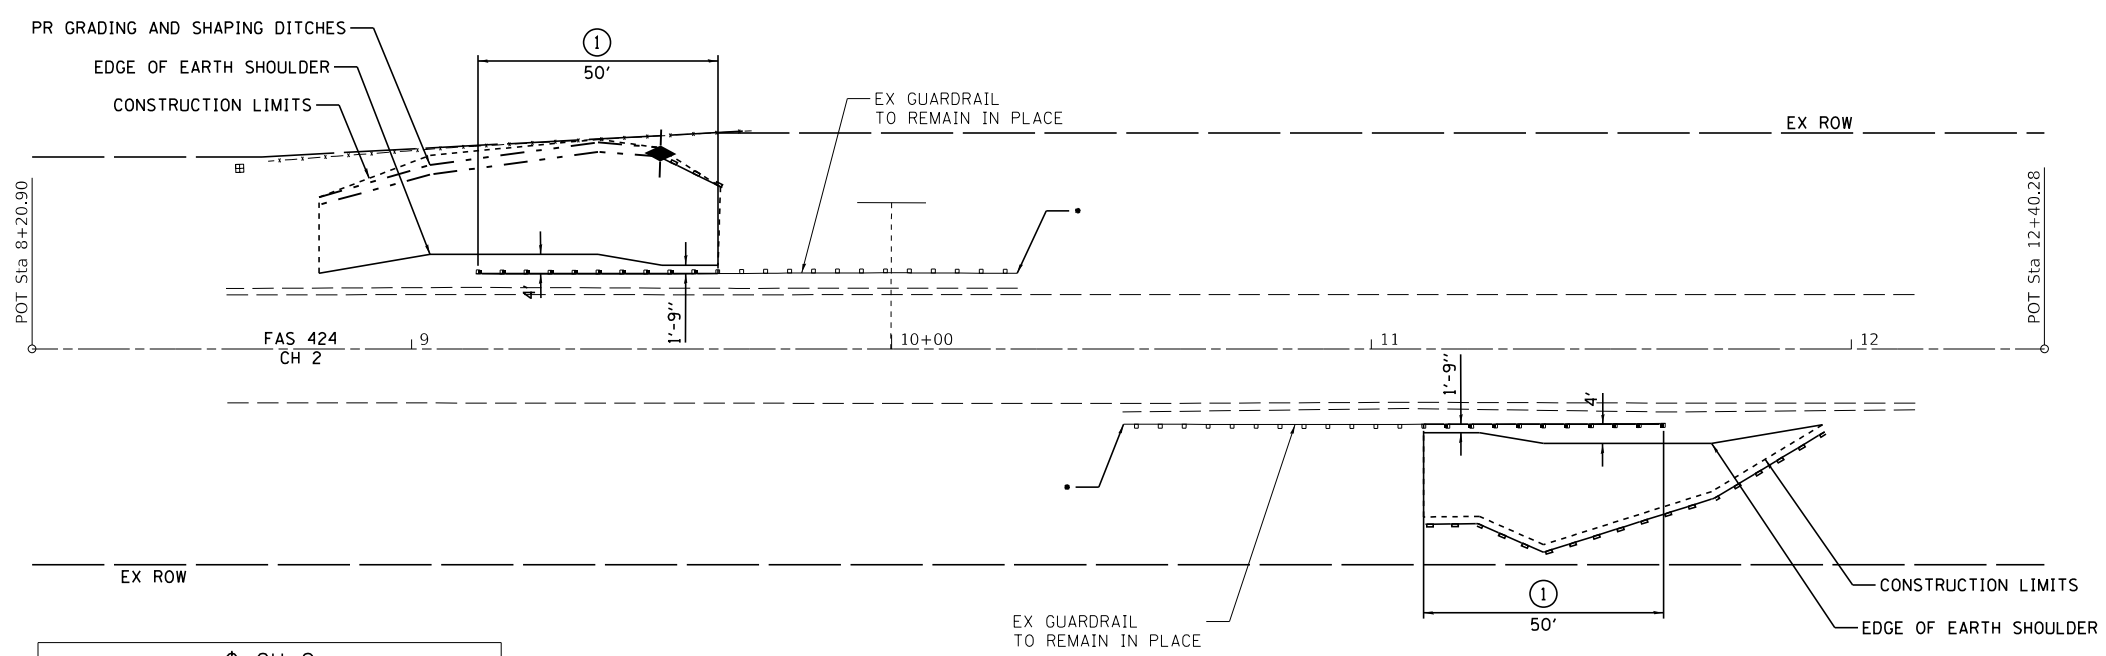 PR GRADING AND SHAPING DITCHES
EDGE OF EARTH SHOULDER
CONSTRUCTION LIMITS
1
50'
EX GUARDRAIL
TO REMAIN IN PLACE
EX ROW
POT Sta 8+20.90
POT Sta 12+40.28
4'
1'-9"
FAS 424
CH 2
9
10+00
11
12
1'-9"
4'
EX ROW
EX GUARDRAIL
TO REMAIN IN PLACE
1
50'
CONSTRUCTION LIMITS
EDGE OF EARTH SHOULDER